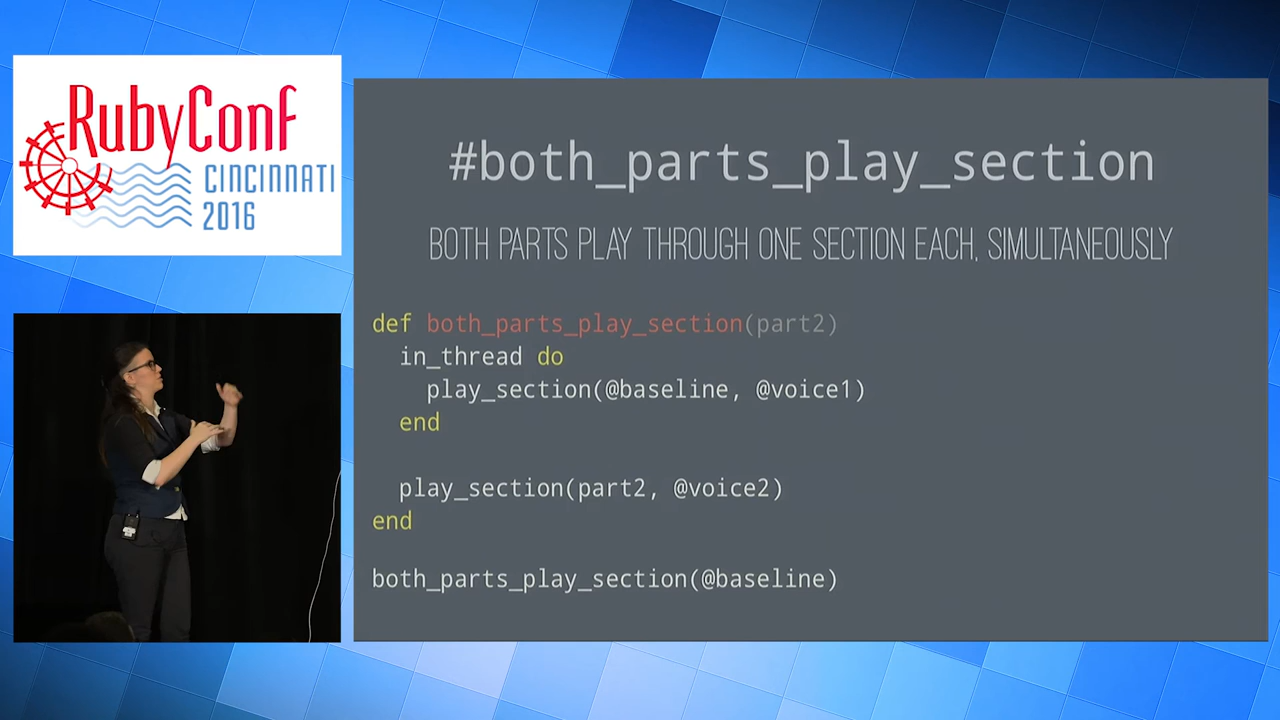 RubyConf
CINCINNATI
2016
#both_parts_play_section
BOTH PARTS PLAY THROUGH ONE SECTION EACH, SIMULTANEOUSLY
def both_parts_play_section(part2)
in_thread do
play_section(@baseline, @voice1)
end
play_section(part2, @voice2)
end
both_parts_play_section(@baseline)